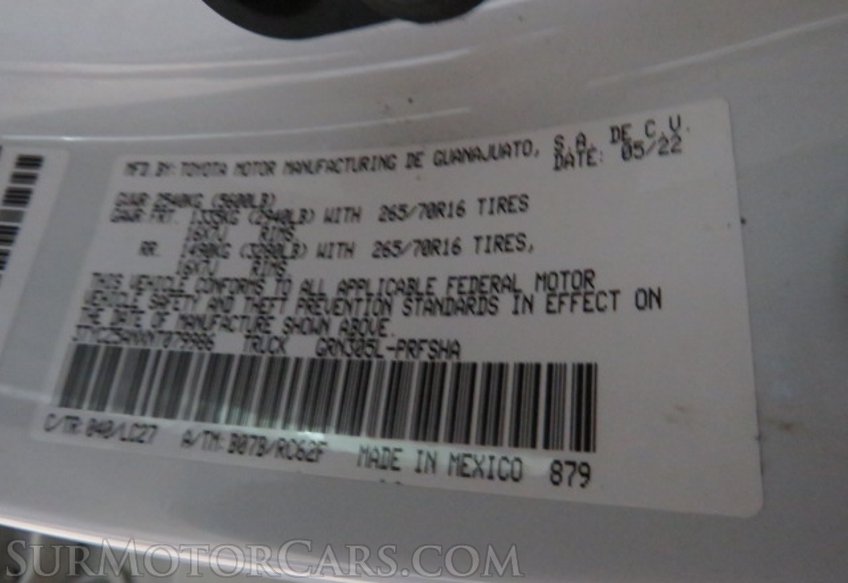 MFD. BY: TOYOTA MOTOR MANUFACTURING DE GUANAJUATO, S.A. DE C.V.
DATE: 05/22
GVWR 2540KG (5600LB)
GAWR: FRT. 1335KG (2940LB) WITH 265/70R16 TIRES
16X7J RIMS
RR. 1490KG (3280LB) WITH 265/70R16 TIRES,
16X7J RIMS
THIS VEHICLE CONFORMS TO ALL APPLICABLE FEDERAL MOTOR
VEHICLE SAFETY AND THEFT PREVENTION STANDARDS IN EFFECT ON
THE DATE OF MANUFACTURE SHOWN ABOVE.
TRUCK GRN305L-PRFSHA
C/TR: 040/LC27 A/TM: B07B/RC62F MADE IN MEXICO 879
SurMotorCars.com